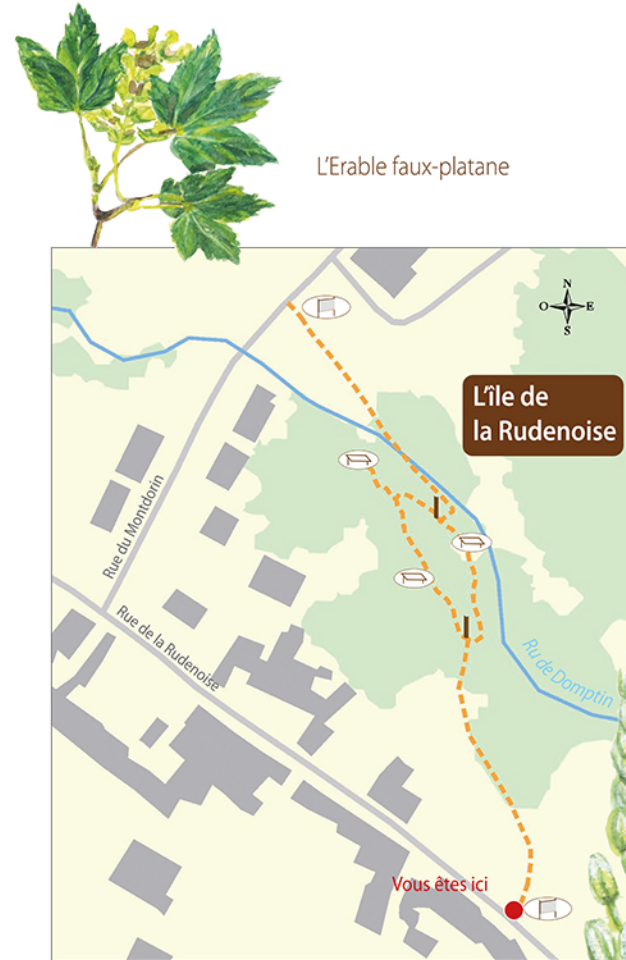 L'Erable faux-platane
N
O
E
S
L'île de
la Rudenoise
Rue du Montdorin
Rue de la Rudenoise
Ru de Domptin
Vous êtes ici